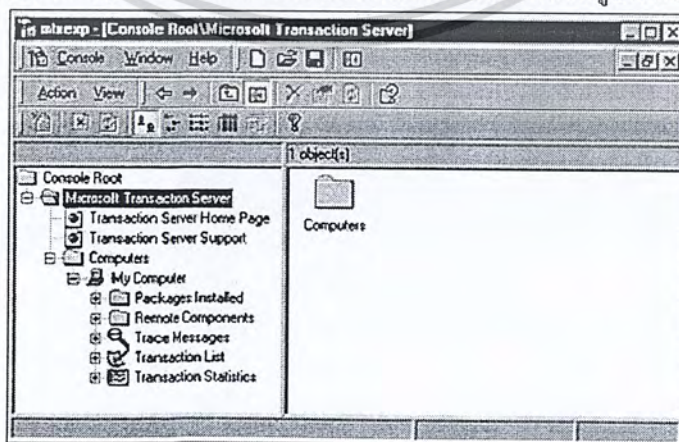 mtxexp - [Console Root\Microsoft Transaction Server]
Console Window Help
Action View
1 object(s)
Console Root
Microsoft Transaction Server
Transaction Server Home Page
Transaction Server Support
Computers
My Computer
Packages Installed
Remote Components
Trace Messages
Transaction List
Transaction Statistics
Computers